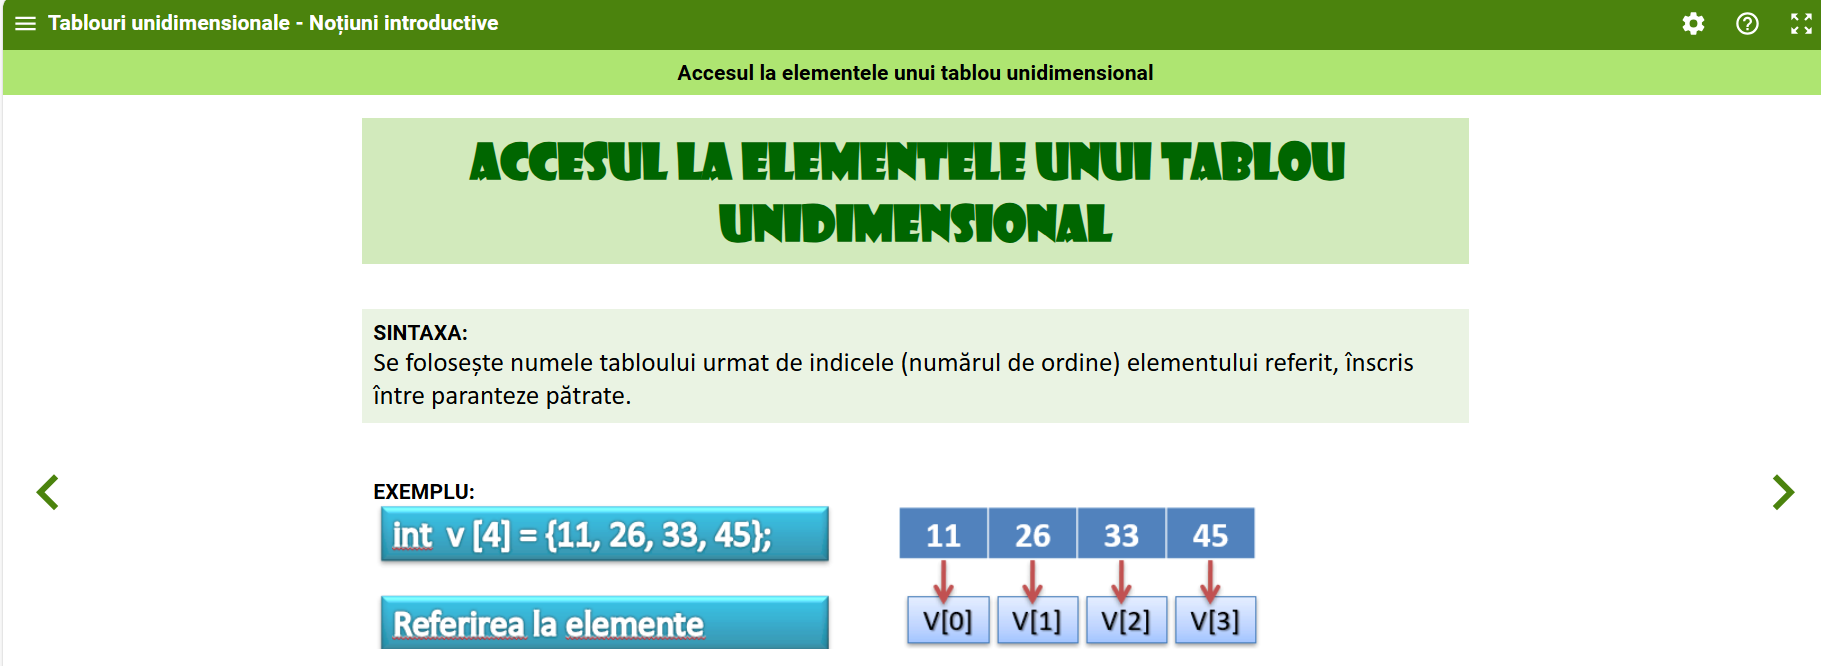 Tablouri unidimensionale - Noțiuni introductive
Accesul la elementele unui tablou unidimensional
ACCESUL LA ELEMENTELE UNUI TABLOU
UNIDIMENSIONAL
SINTAXA:
Se folosește numele tabloului urmat de indicele (numărul de ordine) elementului referit, înscris
între paranteze pătrate.
EXEMPLU:
int v [4] = {11, 26, 33, 45};
11 26 33 45
Referirea la elemente
V[0] V[1] V[2] V[3]